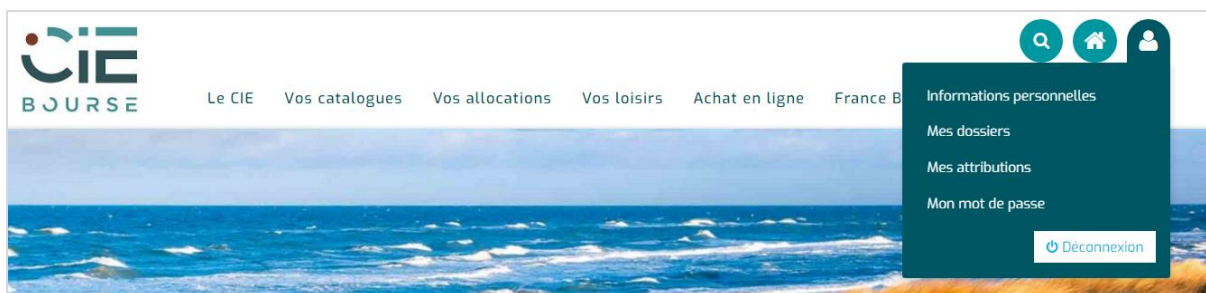 CIE
BOURSE
Le CIE
Vos catalogues
Vos allocations
Vos loisirs
Achat en ligne
France B
Informations personnelles
Mes dossiers
Mes attributions
Mon mot de passe
Déconnexion